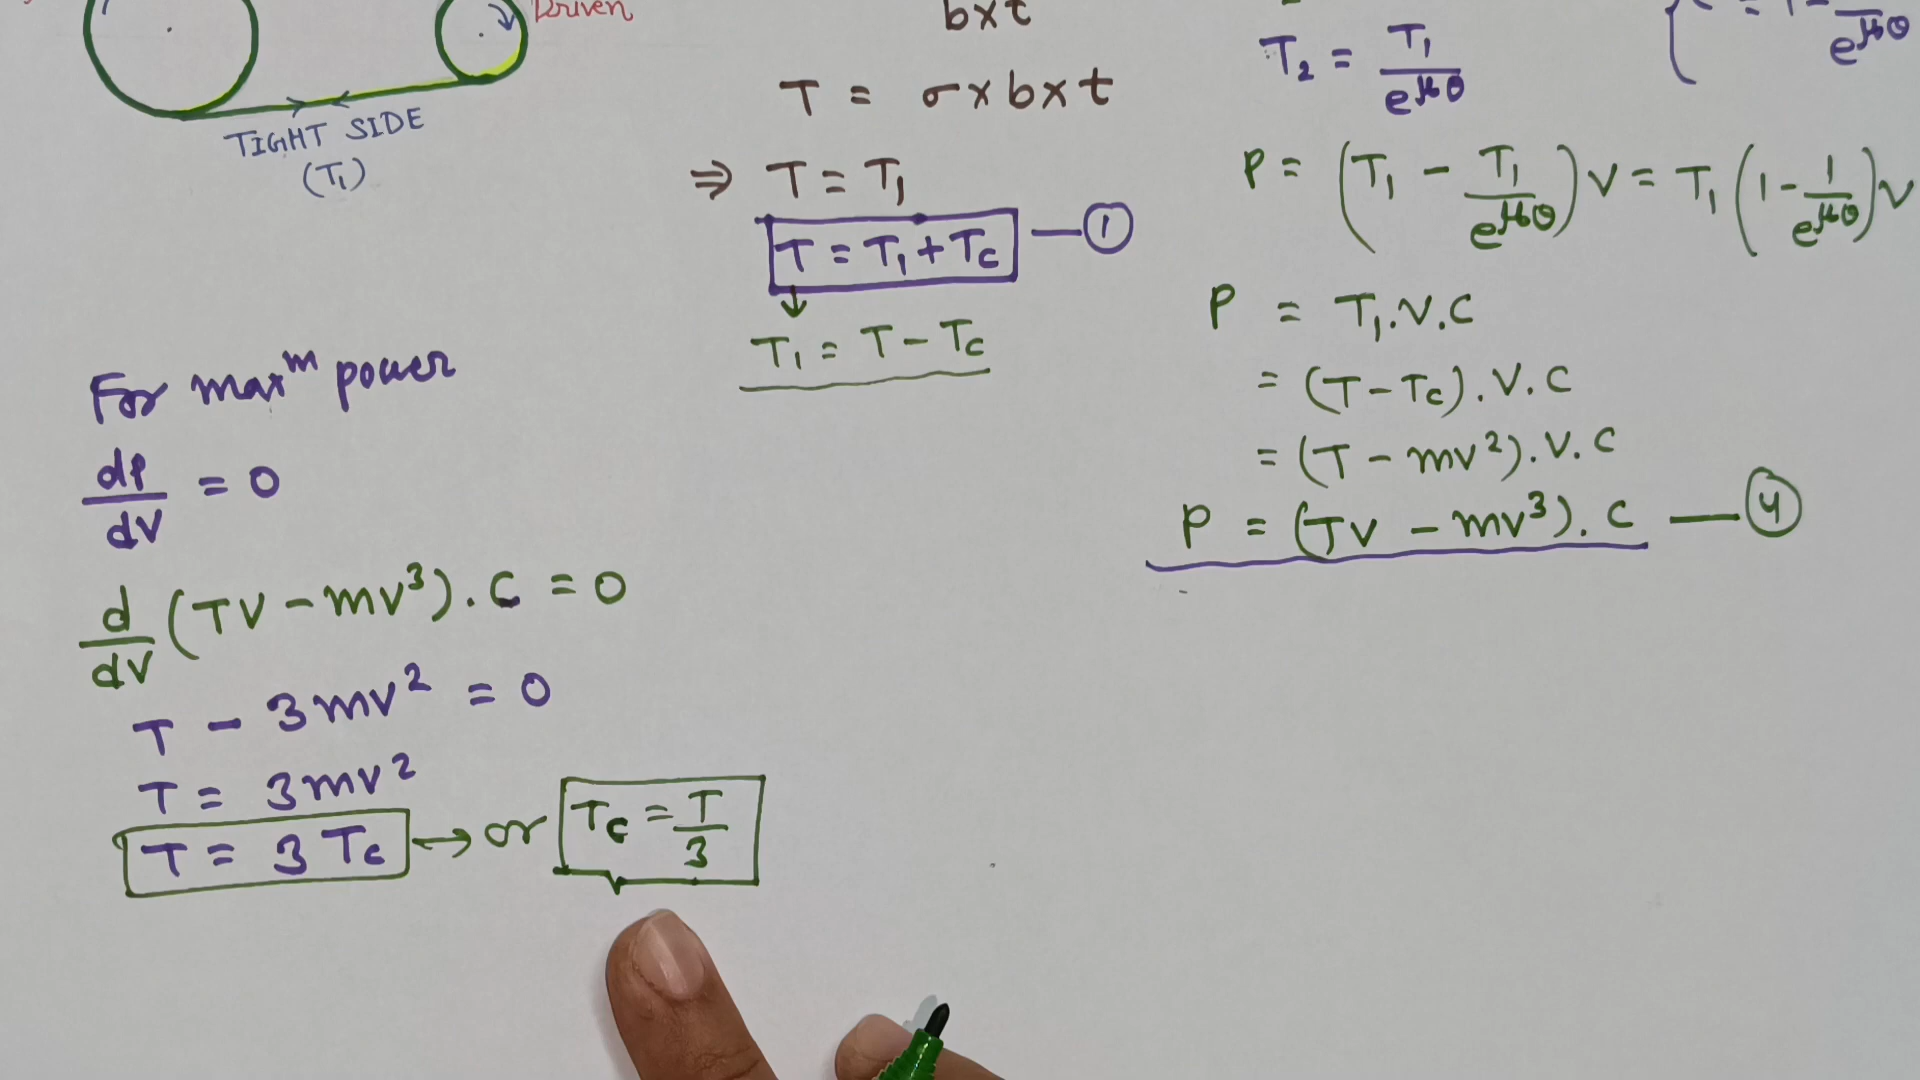 Driven
TIGHT SIDE
(T₁)
b×t
T = σ×b×t
⇒ T = T₁
T = T₁ + Tc — ①
↓
T₁ = T - Tc
For maxᵐ power
dP/dV = 0
d/dV (TV - mv³). C = 0
T - 3mv² = 0
T = 3mv²
T = 3Tc ↔ or Tc = T/3
T₂ = T₁/e^μθ
P = (T₁ - T₁/e^μθ) V = T₁ (1 - 1/e^μθ) V
P = T₁.V.C
= (T - Tc). V. C
= (T - mv²). V. C
P = (TV - mv³). C — ④